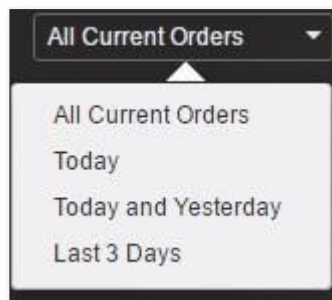 All Current Orders
All Current Orders
Today
Today and Yesterday
Last 3 Days